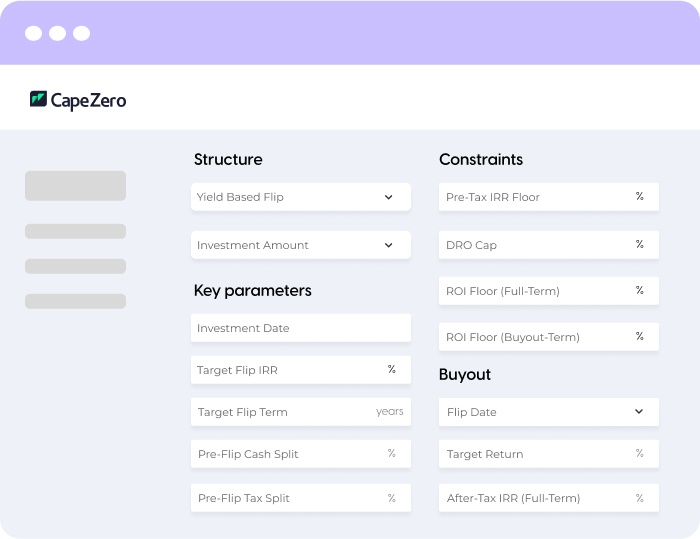 CapeZero
Structure
Yield Based Flip
Investment Amount
Key parameters
Investment Date
Target Flip IRR %
Target Flip Term years
Pre-Flip Cash Split %
Pre-Flip Tax Split %
Constraints
Pre-Tax IRR Floor %
DRO Cap %
ROI Floor (Full-Term) %
ROI Floor (Buyout-Term) %
Buyout
Flip Date
Target Return %
After-Tax IRR (Full-Term) %